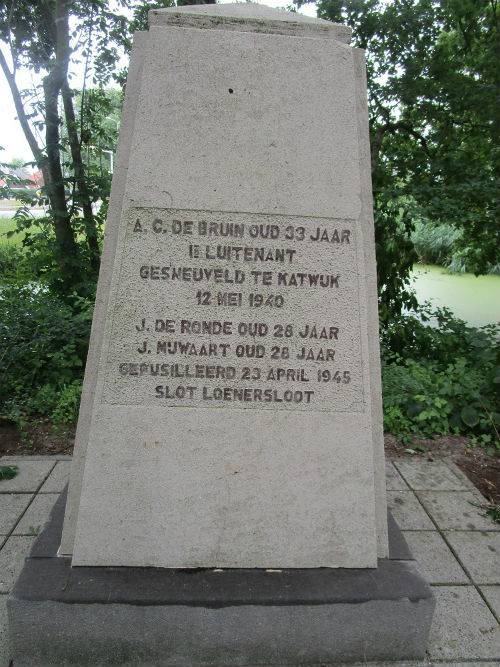 A. C. DE BRUIN OUD 33 JAAR
1E LUITENANT
GESNEUVELD TE KATWIJK
12 MEI 1940
J. DE RONDE OUD 28 JAAR
J. MIJWAART OUD 28 JAAR
GEFUSILLEERD 23 APRIL 1945
SLOT LOENERSLOOT